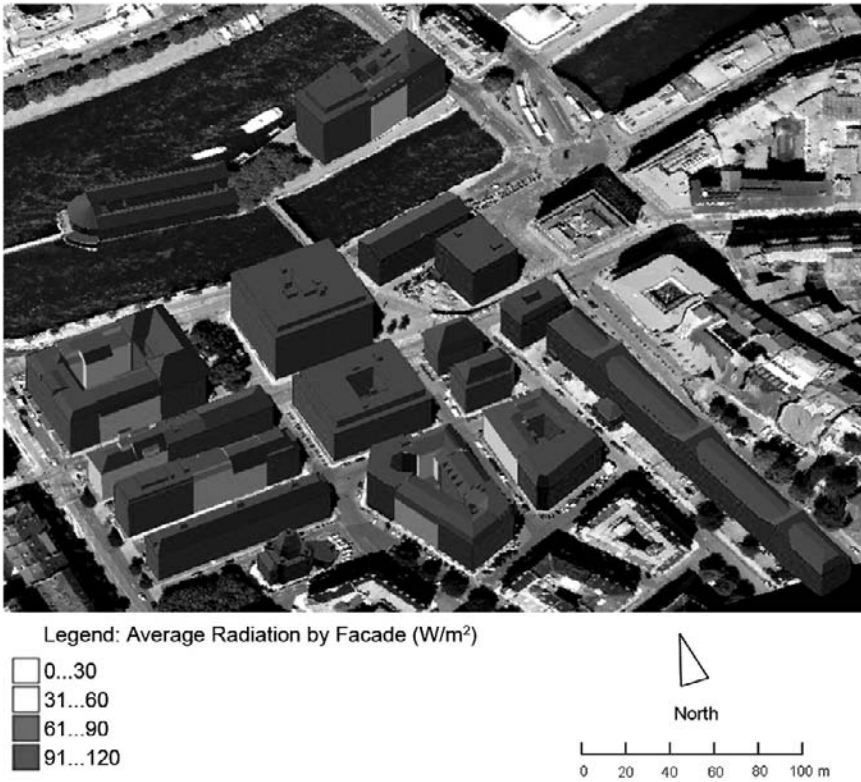 Legend: Average Radiation by Facade (W/m²)
0...30
31...60
61...90
91...120
North
0 20 40 60 80 100 m